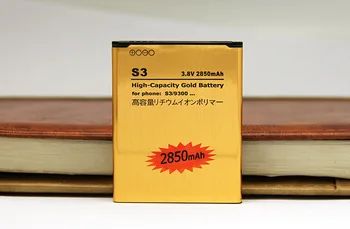 S3
3.8V 2850mAh
High-Capacity Gold Battery
for phone: S3/9300 ...
高容量リチウムイオンポリマー
2850mAh